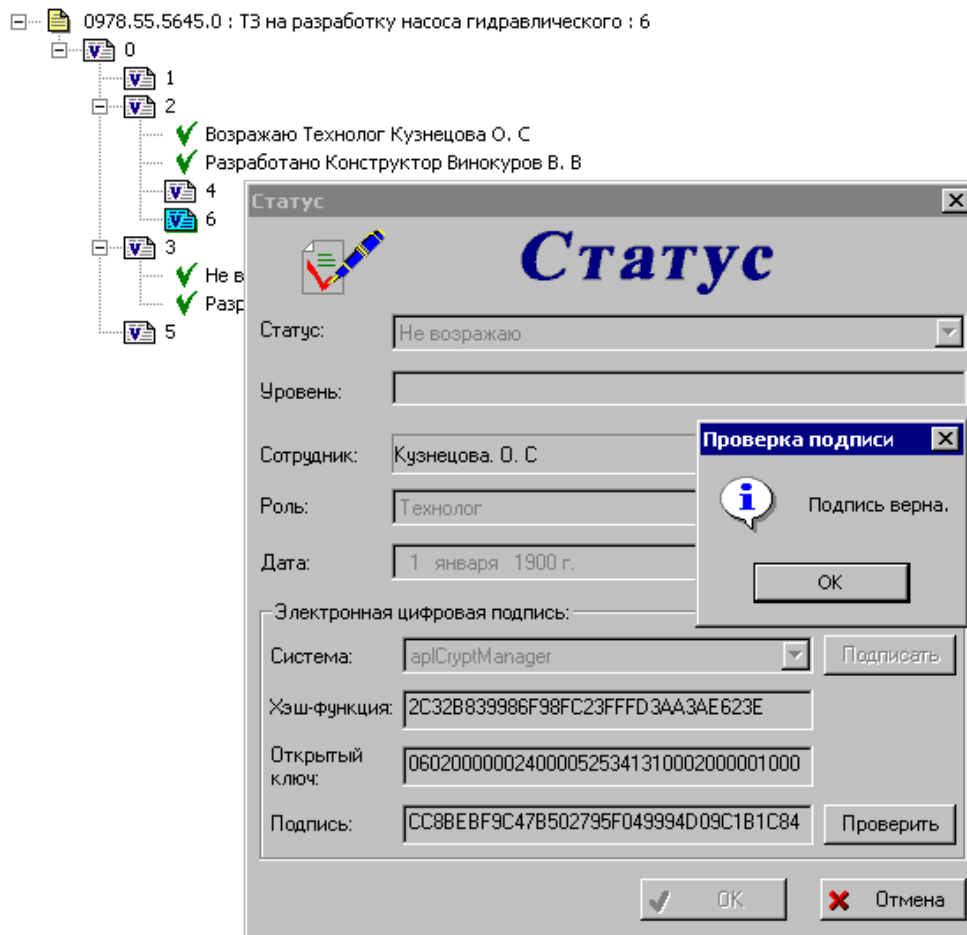 0978.55.5645.0 : ТЗ на разработку насоса гидравлического : 6
0
1
2
Возражаю Технолог Кузнецова О. С
Разработано Конструктор Винокуров В. В
4
6
3
Не в
Разр
5
Статус
Статус
Статус:
Не возражаю
Уровень:
Сотрудник:
Кузнецова. О. С
Роль:
Технолог
Дата:
1 января 1900 г.
Проверка подписи
Подпись верна.
OK
Электронная цифровая подпись:
Система:
aplCryptManager
Подписать
Хэш-функция:
2C32B839986F98FC23FFFD3AA3AE623E
Открытый
ключ:
0602000000240000525341310002000001000
Подпись:
CC8BEBF9C47B502795F049994D09C1B1C84
Проверить
OK
Отмена